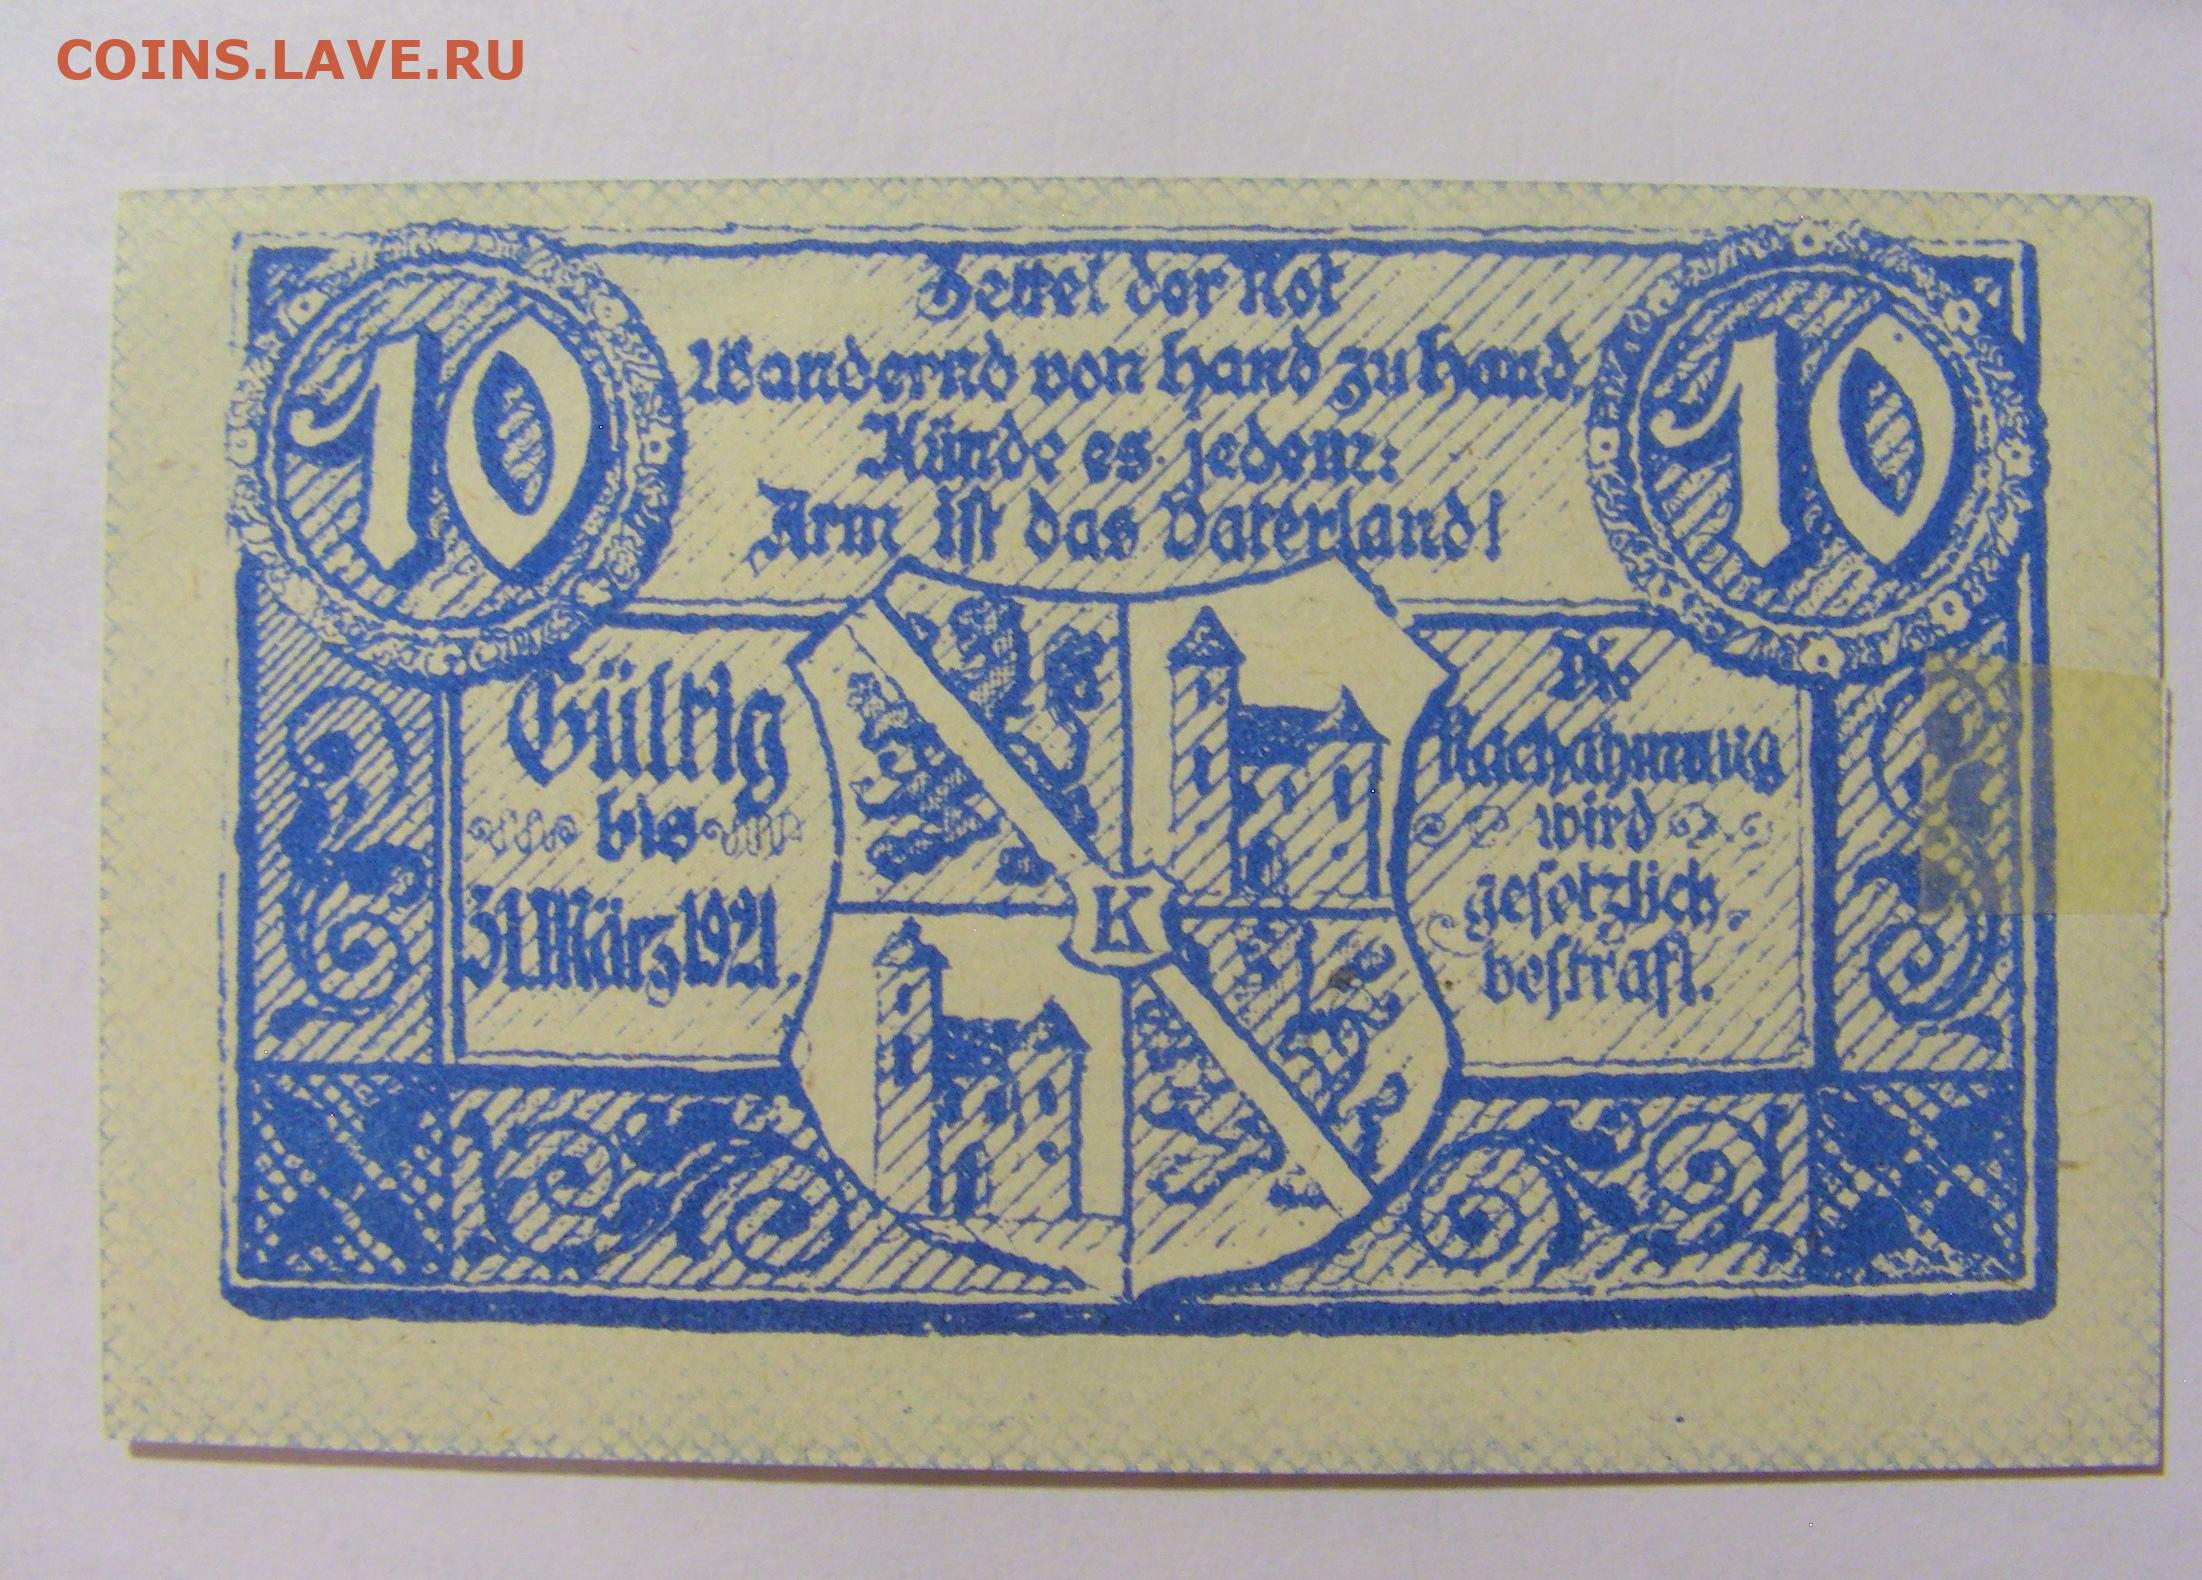 COINS.LAVE.RU
10
10
Zettel der Not
Wandernd von Hand zu Hand.
Künde es jedem:
Arm ist das Vaterland!
Gültig
bis
31. März 1921.
K
Die
Nachahmung
wird
gesetzlich
bestraft.